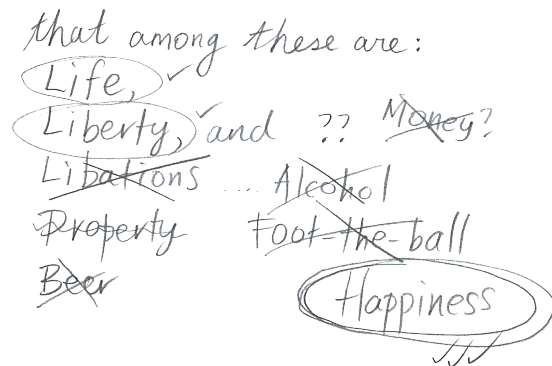 that among these are:
Life,
Liberty, and ?? Money?
Libations .... Alcohol
Property Foot-the-ball
Beer
Happiness